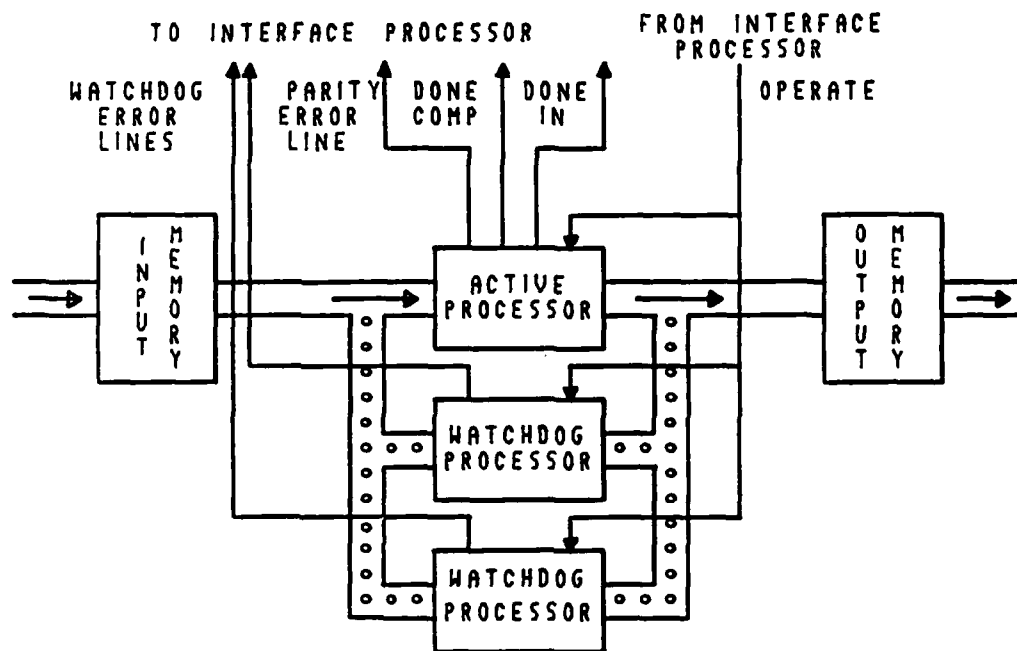 TO INTERFACE PROCESSOR
FROM INTERFACE
PROCESSOR
WATCHDOG
ERROR
LINES
PARITY
ERROR
LINE
DONE
COMP
DONE
IN
OPERATE
INPUT
MEMORY
ACTIVE
PROCESSOR
OUTPUT
MEMORY
WATCHDOG
PROCESSOR
WATCHDOG
PROCESSOR